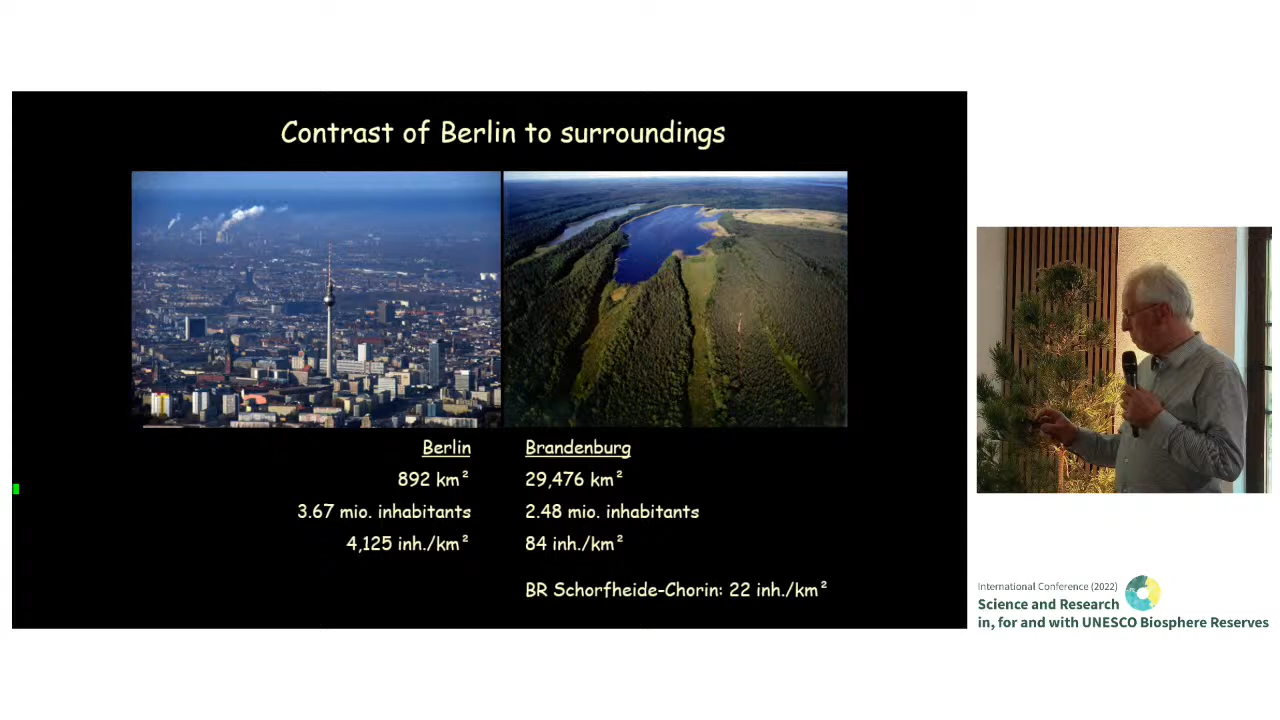 Contrast of Berlin to surroundings
Berlin
892 km²
3.67 mio. inhabitants
4,125 inh./km²
Brandenburg
29,476 km²
2.48 mio. inhabitants
84 inh./km²
BR Schorfheide-Chorin: 22 inh./km²
International Conference (2022)
Science and Research
in, for and with UNESCO Biosphere Reserves